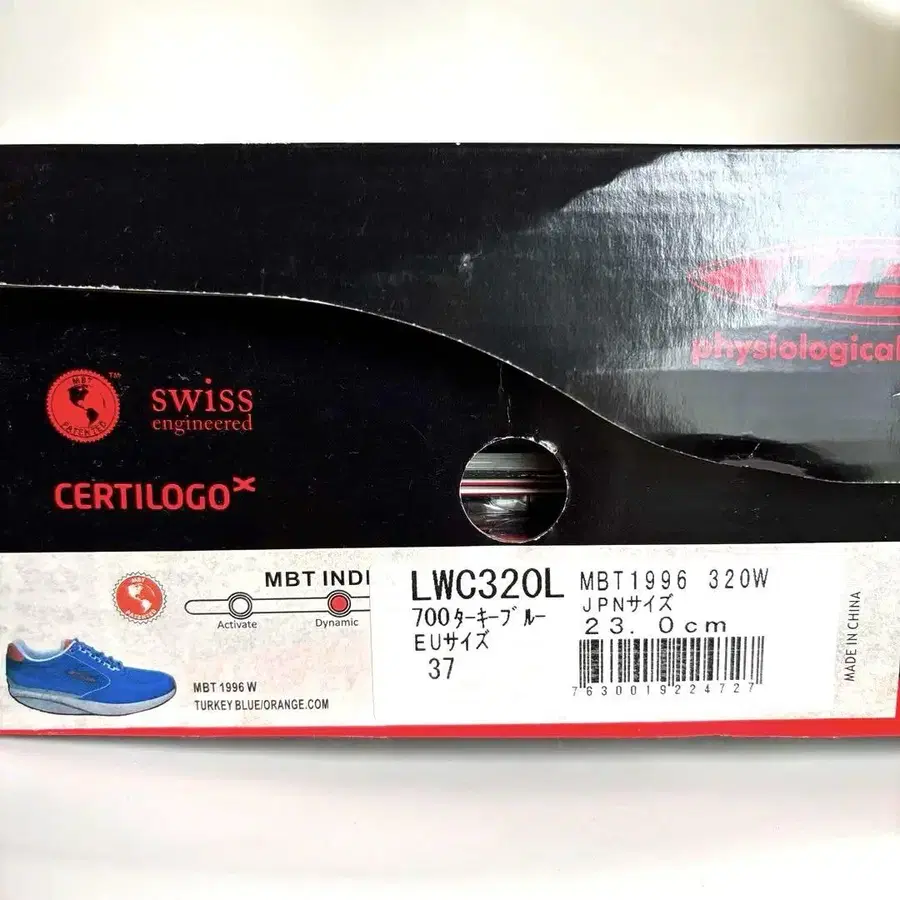 physiological
MBT
PATENTED
™
swiss
engineered
CERTILOGO
MBT
MBT INDI
Activate
Dynamic
MBT 1996 W
TURKEY BLUE/ORANGE.COM
LWC320L
700ターキーブルー
EUサイズ
37
MBT1996 320W
JPNサイズ
23.0cm
7630019224727
MADE IN CHINA